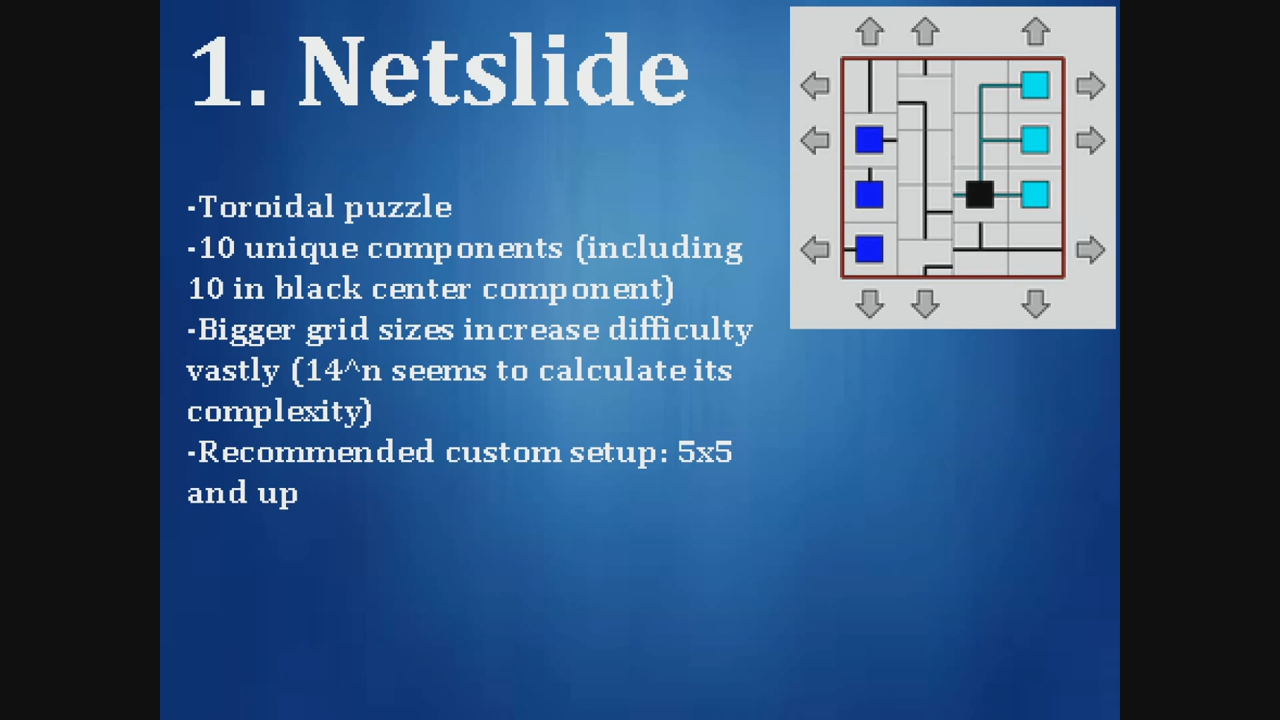 1. Netslide
-Toroidal puzzle
-10 unique components (including
10 in black center component)
-Bigger grid sizes increase difficulty
vastly (14^n seems to calculate its
complexity)
-Recommended custom setup: 5x5
and up